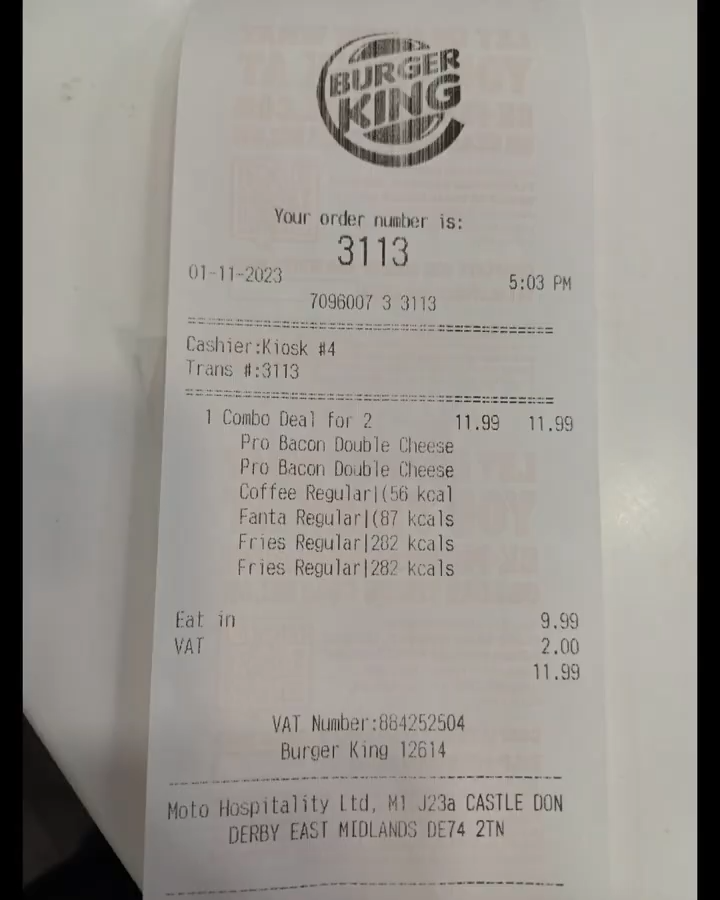 BURGER
KING
Your order number is:
3113
01-11-2023 5:03 PM
7096007 3 3113
Cashier:Kiosk #4
Trans #:3113
1 Combo Deal for 2 11.99 11.99
Pro Bacon Double Cheese
Pro Bacon Double Cheese
Coffee Regular|(56 kcal
Fanta Regular|(87 kcals
Fries Regular|282 kcals
Fries Regular|282 kcals
Eat in 9.99
VAT 2.00
11.99
VAT Number:884252504
Burger King 12614
Moto Hospitality Ltd, M1 J23a CASTLE DON
DERBY EAST MIDLANDS DE74 2TN